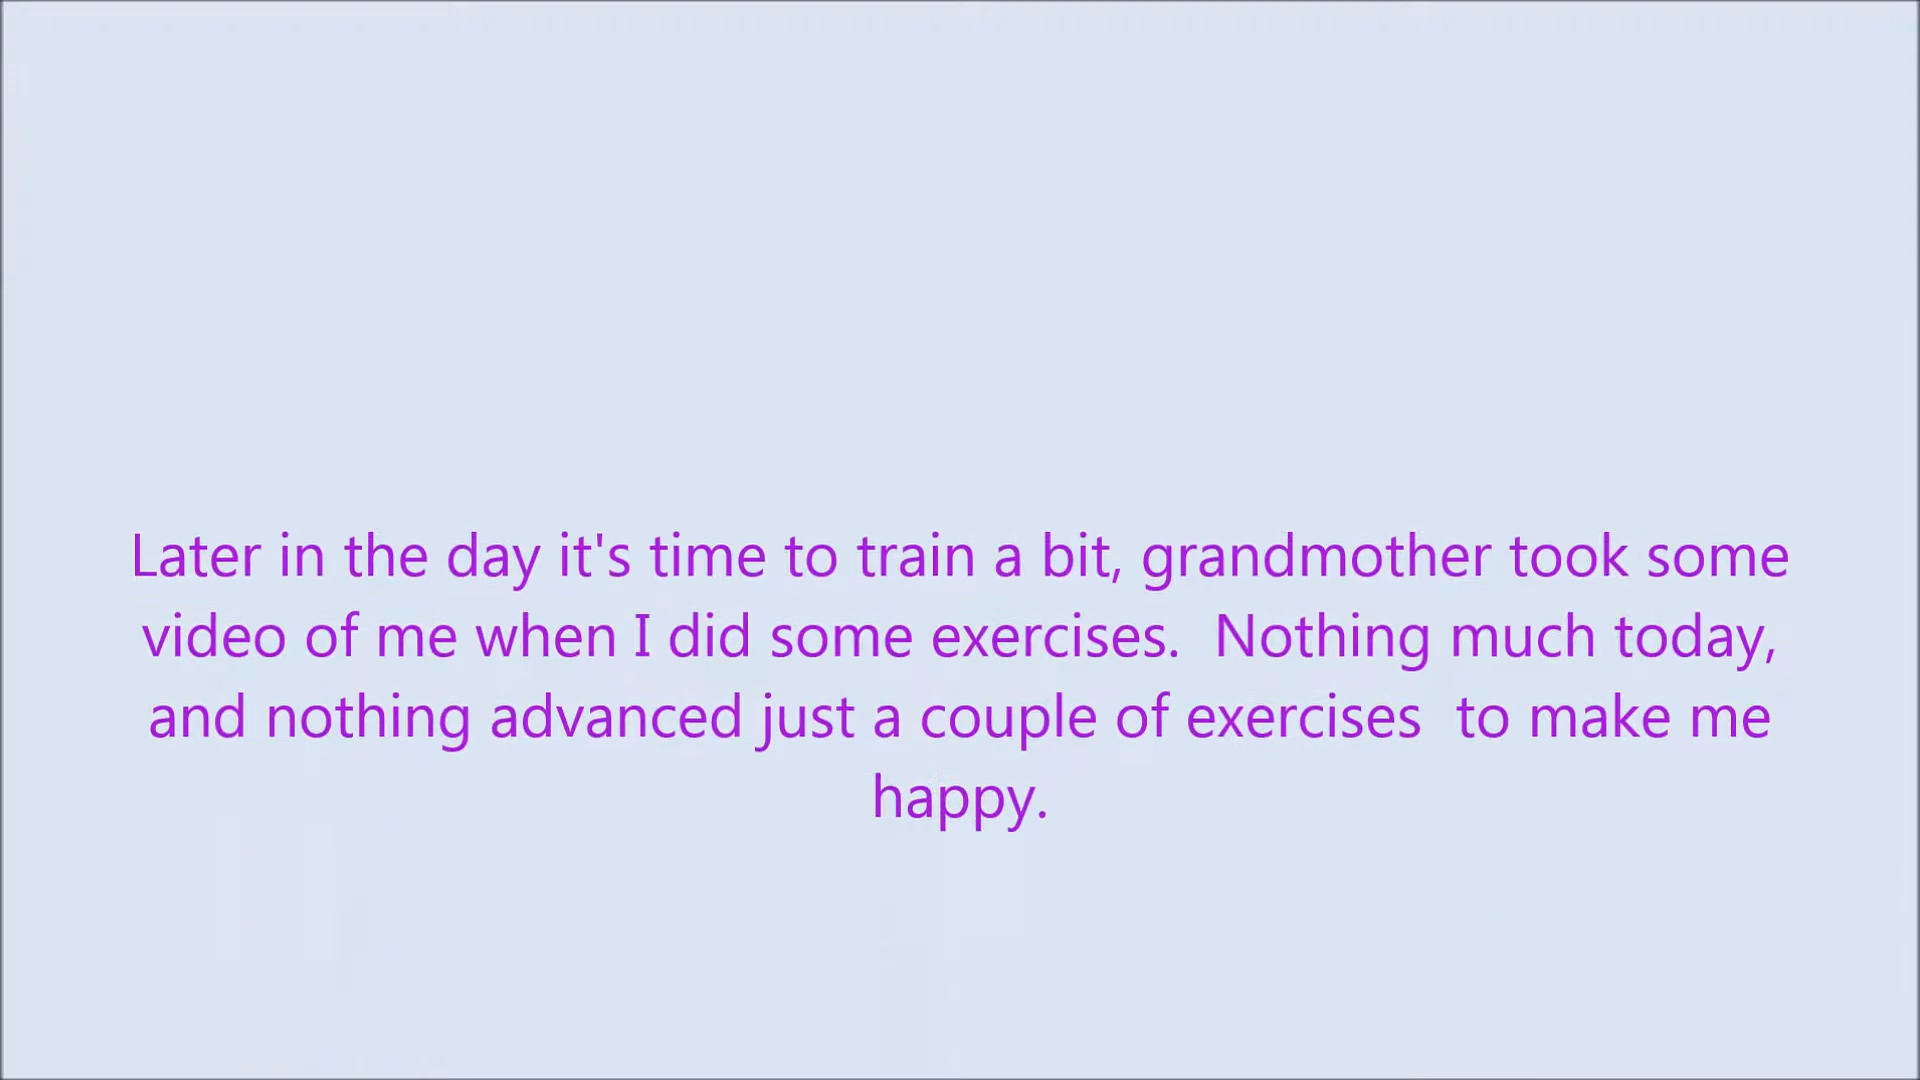 Later in the day it's time to train a bit, grandmother took some
video of me when I did some exercises.  Nothing much today,
and nothing advanced just a couple of exercises  to make me
happy.